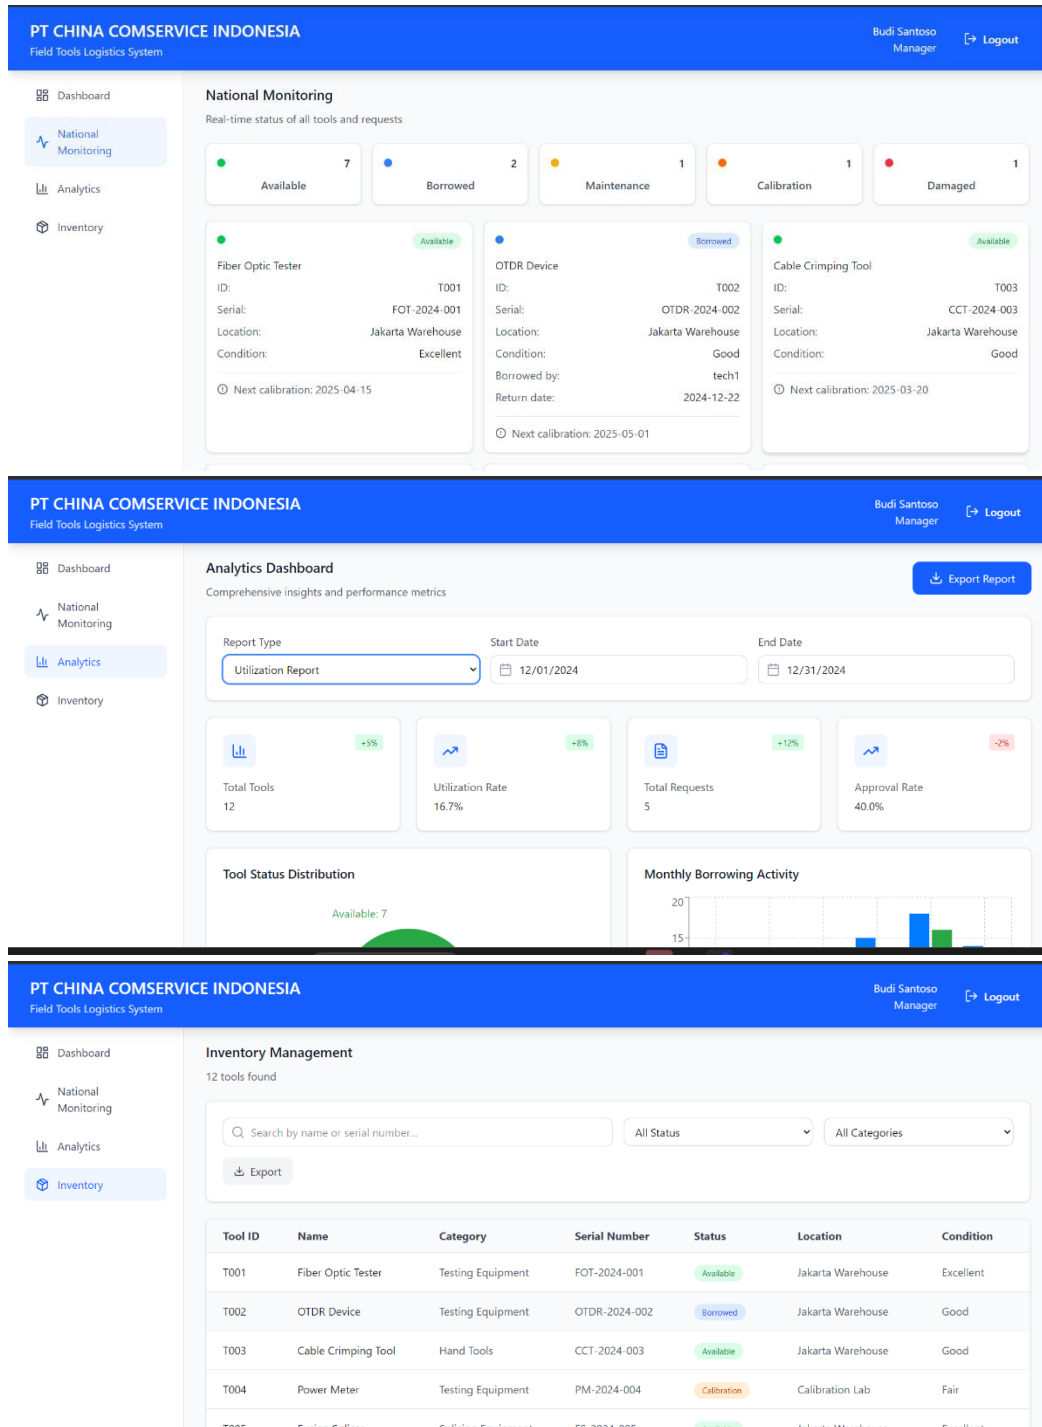 PT CHINA COMSERVICE INDONESIA
Field Tools Logistics System
Budi Santoso
Manager
Logout
Dashboard
National
Monitoring
Analytics
Inventory
National Monitoring
Real-time status of all tools and requests
7
Available
2
Borrowed
1
Maintenance
1
Calibration
1
Damaged
Available
Fiber Optic Tester
ID: T001
Serial: FOT-2024-001
Location: Jakarta Warehouse
Condition: Excellent
Next calibration: 2025-04-15
Borrowed
OTDR Device
ID: T002
Serial: OTDR-2024-002
Location: Jakarta Warehouse
Condition: Good
Borrowed by: tech1
Return date: 2024-12-22
Next calibration: 2025-05-01
Available
Cable Crimping Tool
ID: T003
Serial: CCT-2024-003
Location: Jakarta Warehouse
Condition: Good
Next calibration: 2025-03-20
PT CHINA COMSERVICE INDONESIA
Field Tools Logistics System
Budi Santoso
Manager
Logout
Dashboard
National
Monitoring
Analytics
Inventory
Analytics Dashboard
Comprehensive insights and performance metrics
Export Report
Report Type
Utilization Report
Start Date
12/01/2024
End Date
12/31/2024
+5%
Total Tools
12
+8%
Utilization Rate
16.7%
+12%
Total Requests
5
-2%
Approval Rate
40.0%
Tool Status Distribution
Available: 7
Monthly Borrowing Activity
20
15
PT CHINA COMSERVICE INDONESIA
Field Tools Logistics System
Budi Santoso
Manager
Logout
Dashboard
National
Monitoring
Analytics
Inventory
Inventory Management
12 tools found
Search by name or serial number...
All Status
All Categories
Export
Tool ID Name Category Serial Number Status Location Condition
T001 Fiber Optic Tester Testing Equipment FOT-2024-001 Available Jakarta Warehouse Excellent
T002 OTDR Device Testing Equipment OTDR-2024-002 Borrowed Jakarta Warehouse Good
T003 Cable Crimping Tool Hand Tools CCT-2024-003 Available Jakarta Warehouse Good
T004 Power Meter Testing Equipment PM-2024-004 Calibration Calibration Lab Fair